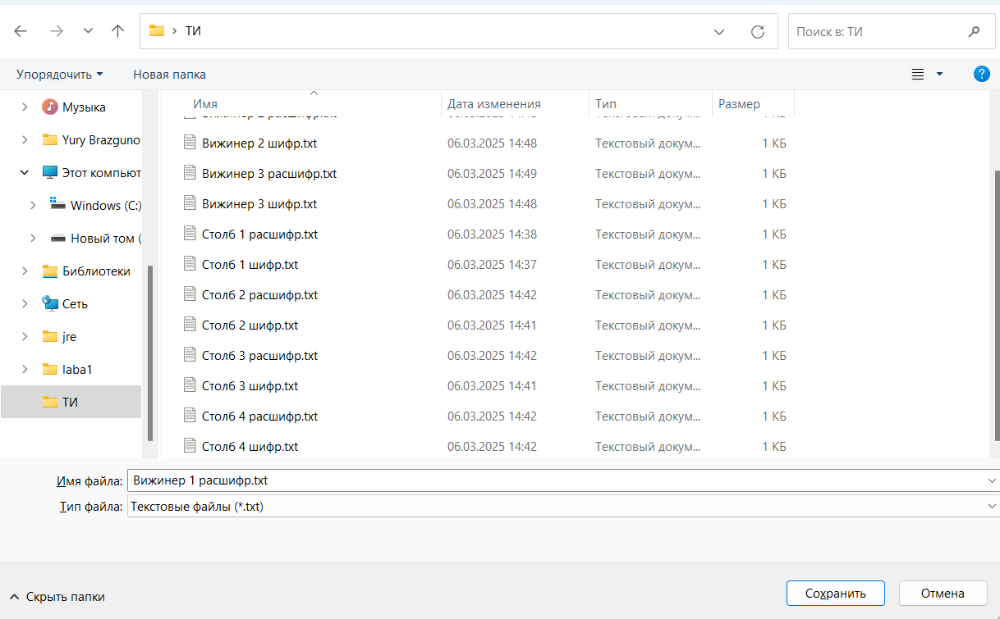 ТИ
Поиск в: ТИ
Упорядочить
Новая папка
?
Имя
Дата изменения
Тип
Размер
Музыка
Yury Brazguno
Этот компьют
Windows (C:)
Новый том (
Библиотеки
Сеть
jre
laba1
ТИ
Вижинер 2 шифр.txt 06.03.2025 14:48 Текстовый докум... 1 КБ
Вижинер 3 расшифр.txt 06.03.2025 14:49 Текстовый докум... 1 КБ
Вижинер 3 шифр.txt 06.03.2025 14:48 Текстовый докум... 1 КБ
Столб 1 расшифр.txt 06.03.2025 14:38 Текстовый докум... 1 КБ
Столб 1 шифр.txt 06.03.2025 14:37 Текстовый докум... 1 КБ
Столб 2 расшифр.txt 06.03.2025 14:42 Текстовый докум... 1 КБ
Столб 2 шифр.txt 06.03.2025 14:41 Текстовый докум... 1 КБ
Столб 3 расшифр.txt 06.03.2025 14:42 Текстовый докум... 1 КБ
Столб 3 шифр.txt 06.03.2025 14:41 Текстовый докум... 1 КБ
Столб 4 расшифр.txt 06.03.2025 14:42 Текстовый докум... 1 КБ
Столб 4 шифр.txt 06.03.2025 14:42 Текстовый докум... 1 КБ
Имя файла: Вижинер 1 расшифр.txt
Тип файла: Текстовые файлы (*.txt)
Скрыть папки
Сохранить
Отмена